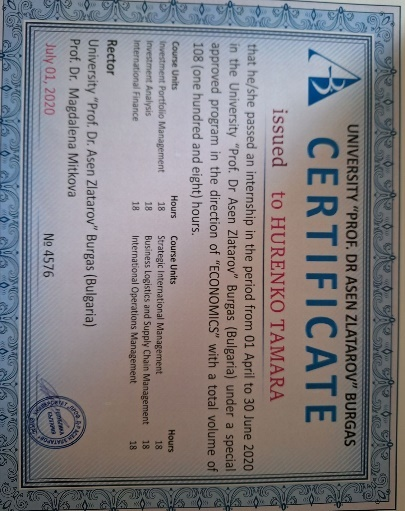 UNIVERSITY "PROF. DR ASEN ZLATAROV" BURGAS
CERTIFICATE
issued to HURENKO TAMARA
that he/she passed an internship in the period from 01 April to 30 June 2020
in the University "Prof. Dr Asen Zlatarov" Burgas (Bulgaria) under a special
approved program in the direction of "ECONOMICS" with a total volume of
108 (one hundred and eight) hours.
Course Units Hours Course Units Hours
Investment Portfolio Management 18 Strategic International Management 18
Investment Analysis 18 Business Logistics and Supply Chain Management 18
International Finance 18 International Operations Management 18
Rector
University "Prof. Dr. Asen Zlatarov" Burgas (Bulgaria)
Prof. Dr. Magdalena Mitkova
July 01, 2020 № 4576